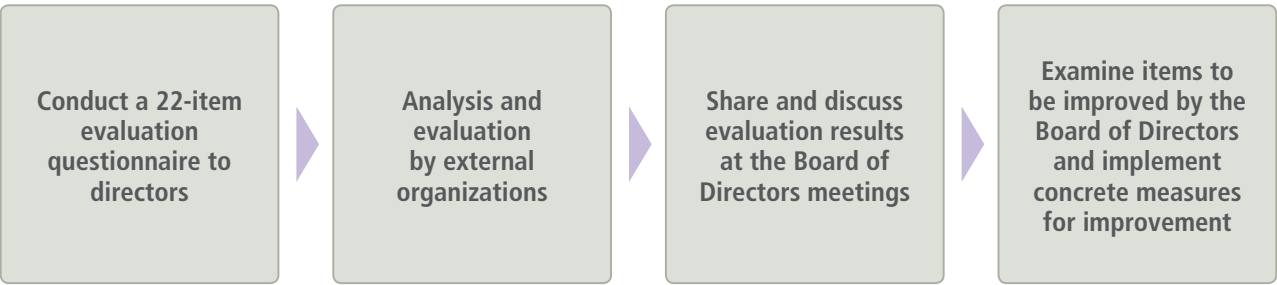 Conduct a 22-item
evaluation
questionnaire to
directors
Analysis and
evaluation
by external
organizations
Share and discuss
evaluation results
at the Board of
Directors meetings
Examine items to
be improved by the
Board of Directors
and implement
concrete measures
for improvement